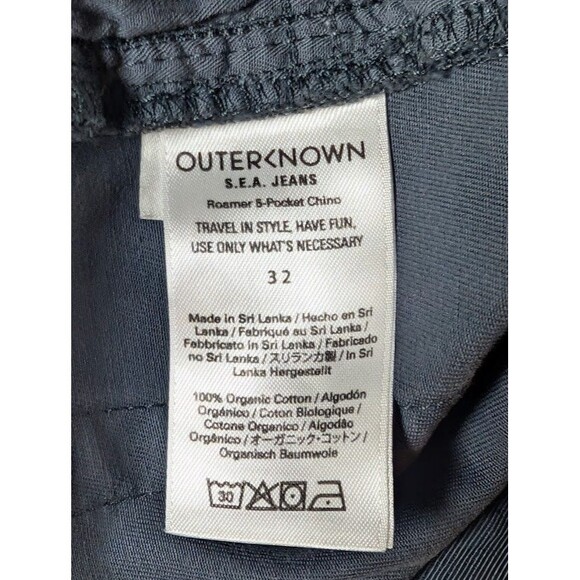 OUTERKNOWN
S.E.A. JEANS
Roamer 5-Pocket Chino
TRAVEL IN STYLE, HAVE FUN,
USE ONLY WHAT'S NECESSARY
32
Made in Sri Lanka / Hecho en Sri
Lanka / Fabriqué au Sri Lanka /
Fabbricato in Sri Lanka / Fabricado
no Sri Lanka / スリランカ製 / In Sri
Lanka Hergestellt
100% Organic Cotton / Algodón
Orgánico / Coton Biologique /
Cotone Organico / Algodão
Orgânico / オーガニック・コットン /
Organisch Baumwole
30